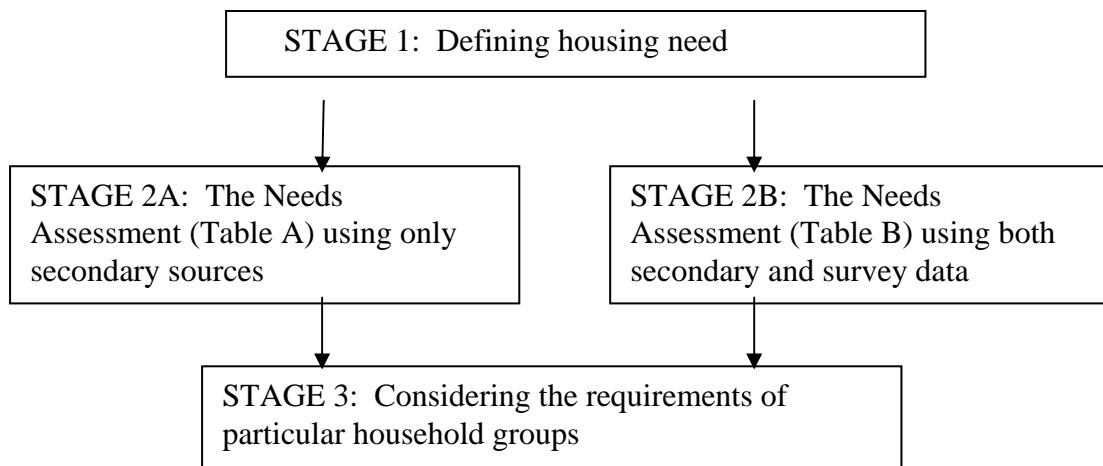 STAGE 1: Defining housing need
STAGE 2A: The Needs
Assessment (Table A) using only
secondary sources
STAGE 2B: The Needs
Assessment (Table B) using both
secondary and survey data
STAGE 3: Considering the requirements of
particular household groups